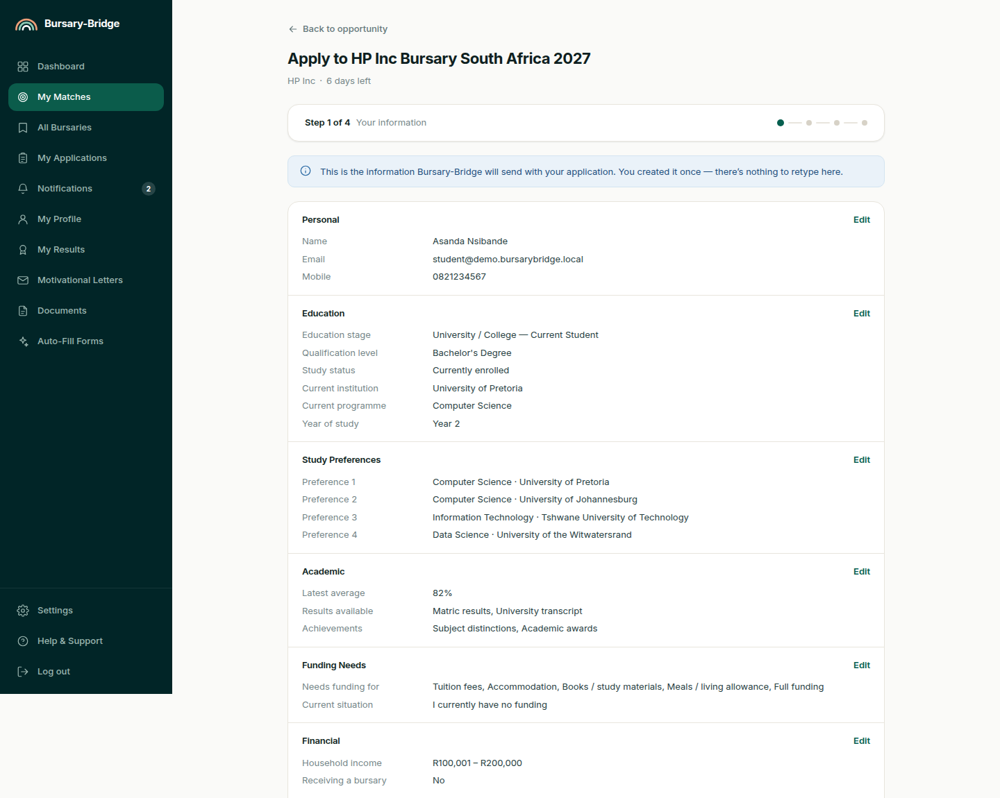 Bursary-Bridge
Dashboard
My Matches
All Bursaries
My Applications
Notifications 2
My Profile
My Results
Motivational Letters
Documents
Auto-Fill Forms
Settings
Help & Support
Log out
Back to opportunity
Apply to HP Inc Bursary South Africa 2027
HP Inc · 6 days left
Step 1 of 4 Your information
This is the information Bursary-Bridge will send with your application. You created it once — there's nothing to retype here.
Personal Edit
Name Asanda Nsibande
Email student@demo.bursarybridge.local
Mobile 0821234567
Education Edit
Education stage University / College — Current Student
Qualification level Bachelor's Degree
Study status Currently enrolled
Current institution University of Pretoria
Current programme Computer Science
Year of study Year 2
Study Preferences Edit
Preference 1 Computer Science · University of Pretoria
Preference 2 Computer Science · University of Johannesburg
Preference 3 Information Technology · Tshwane University of Technology
Preference 4 Data Science · University of the Witwatersrand
Academic Edit
Latest average 82%
Results available Matric results, University transcript
Achievements Subject distinctions, Academic awards
Funding Needs Edit
Needs funding for Tuition fees, Accommodation, Books / study materials, Meals / living allowance, Full funding
Current situation I currently have no funding
Financial Edit
Household income R100,001 – R200,000
Receiving a bursary No